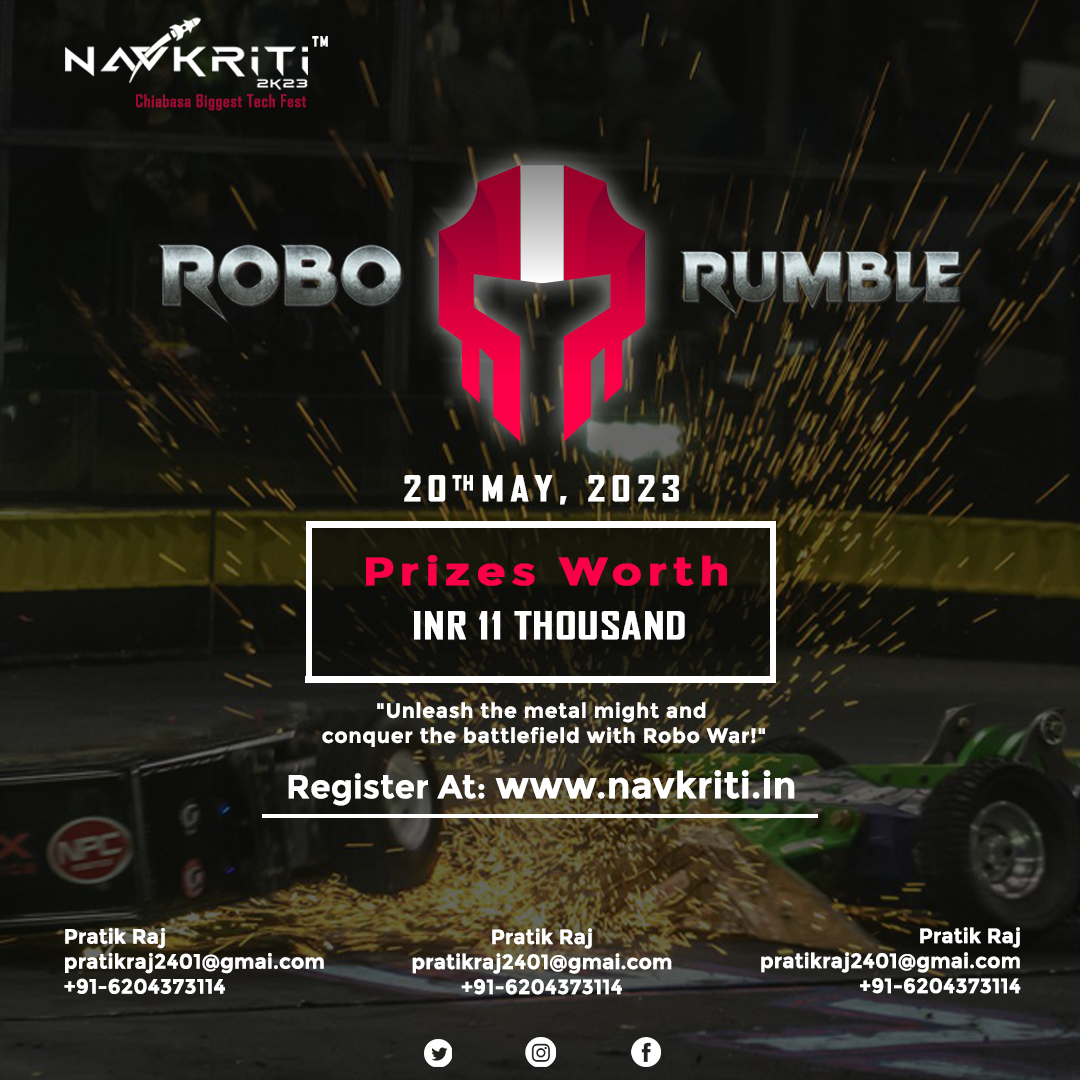 NAVKRITI™
2K23
Chiabasa Biggest Tech Fest
ROBO RUMBLE
20TH MAY, 2023
Prizes Worth
INR 11 THOUSAND
"Unleash the metal might and
conquer the battlefield with Robo War!"
Register At: www.navkriti.in
NPC
Pratik Raj
pratikraj2401@gmai.com
+91-6204373114
Pratik Raj
pratikraj2401@gmai.com
+91-6204373114
Pratik Raj
pratikraj2401@gmai.com
+91-6204373114